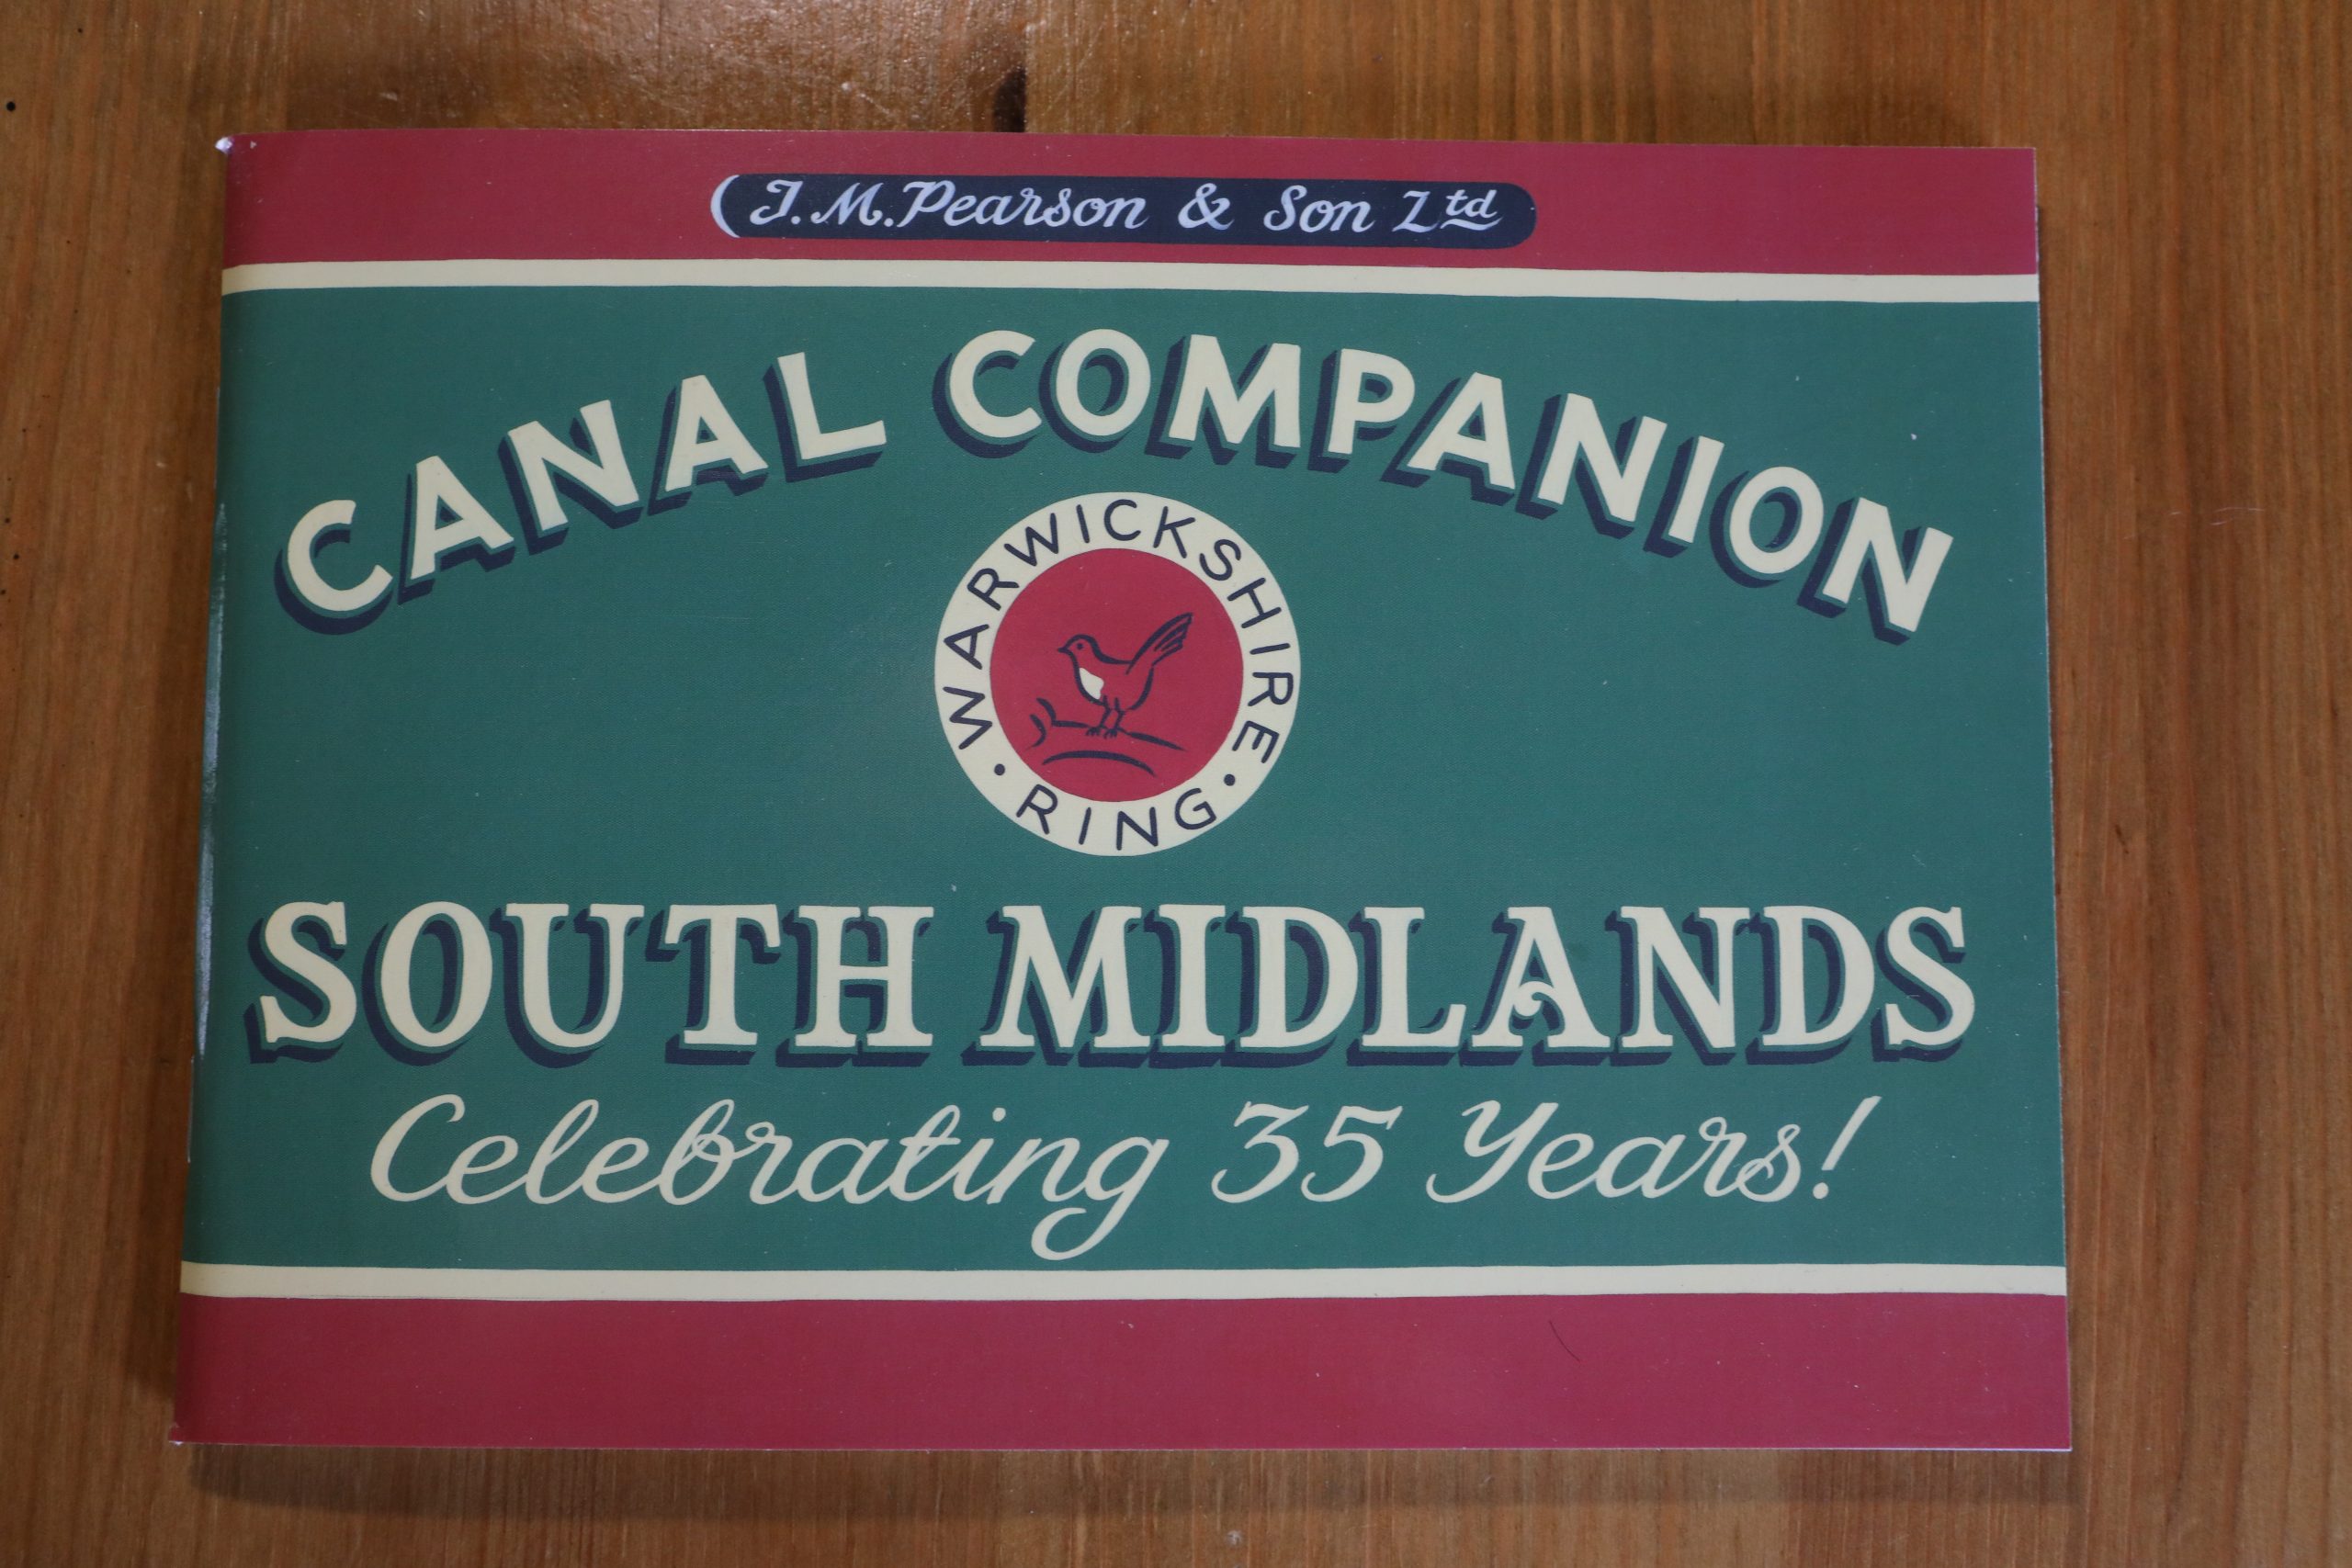 J.M. Pearson & Son Ltd
CANAL COMPANION
WARWICKSHIRE
• RING •
SOUTH MIDLANDS
Celebrating 35 Years!